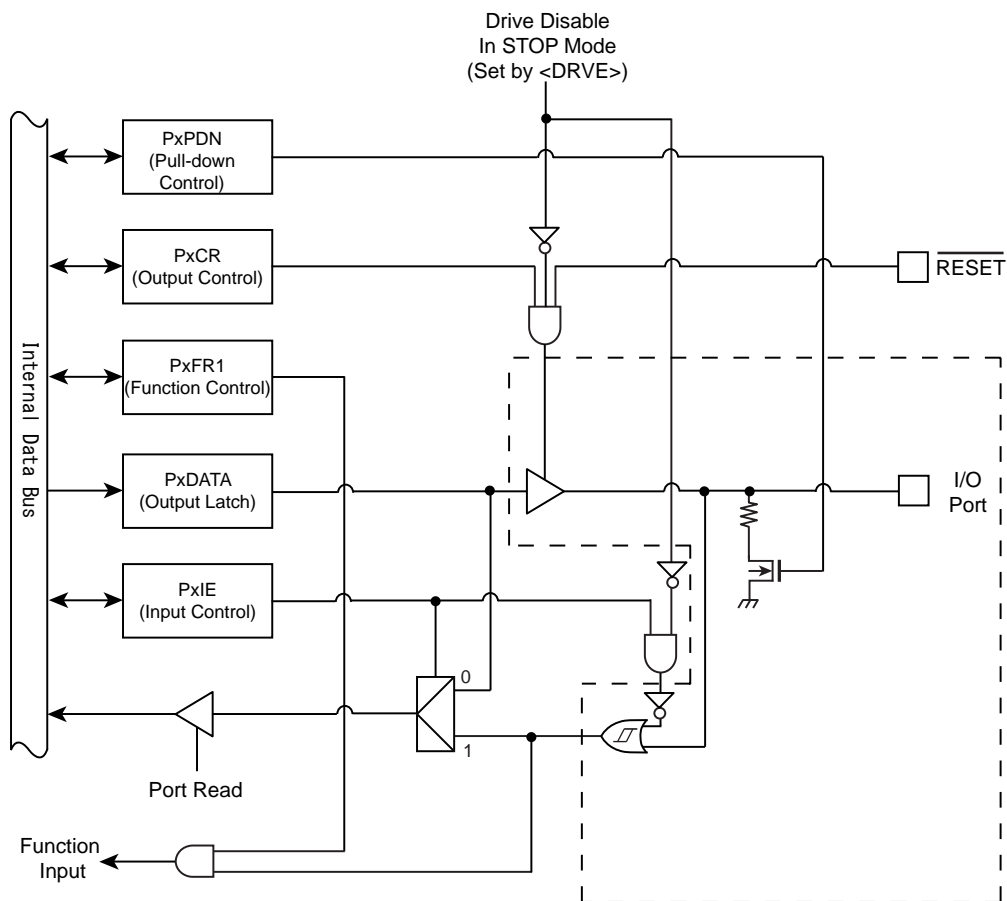 Drive Disable
In STOP Mode
(Set by <DRVE>)
PxPDN
(Pull-down
Control)
PxCR
(Output Control)
RESET
PxFR1
(Function Control)
Internal Data Bus
PxDATA
(Output Latch)
I/O
Port
PxIE
(Input Control)
0
1
Port Read
Function
Input